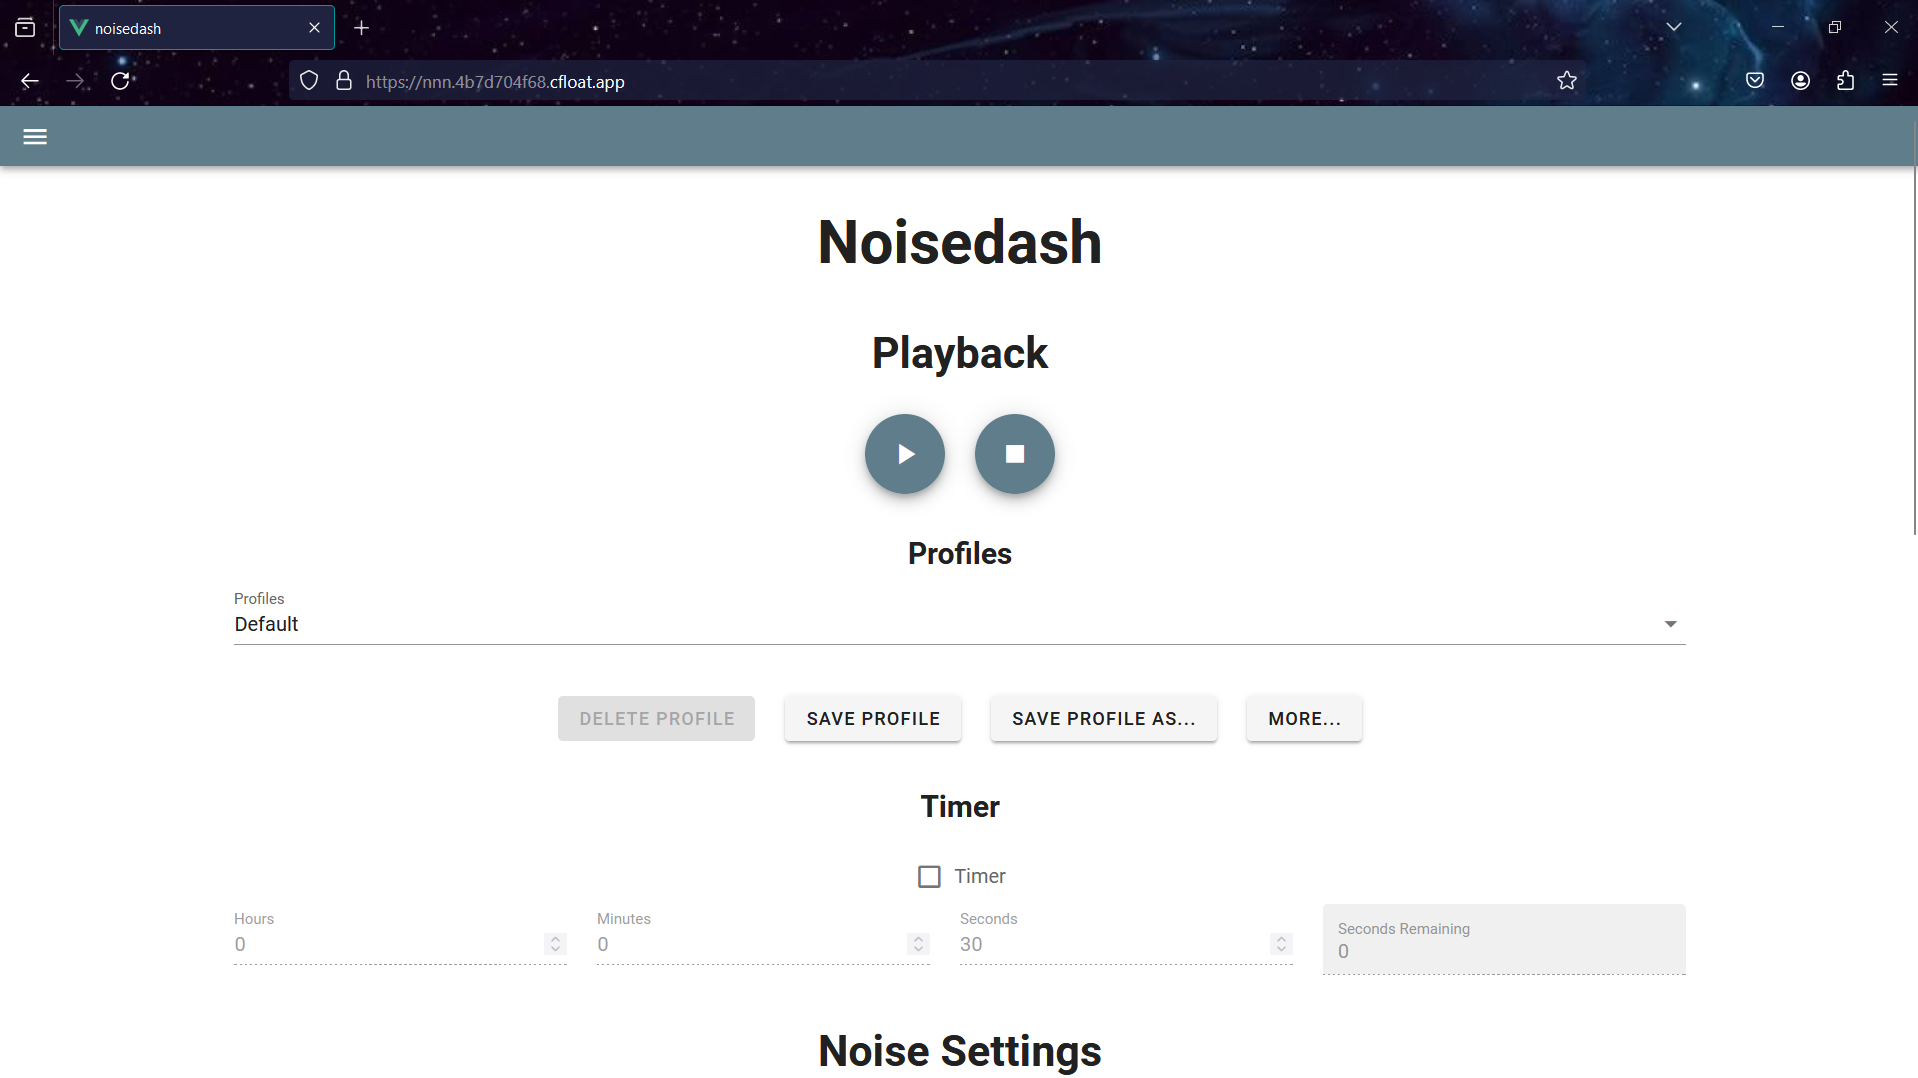 noisedash
https://nnn.4b7d704f68.cfloat.app
Noisedash
Playback
Profiles
Profiles
Default
DELETE PROFILE SAVE PROFILE SAVE PROFILE AS... MORE...
Timer
Timer
Hours Minutes Seconds Seconds Remaining
0 0 30 0
Noise Settings